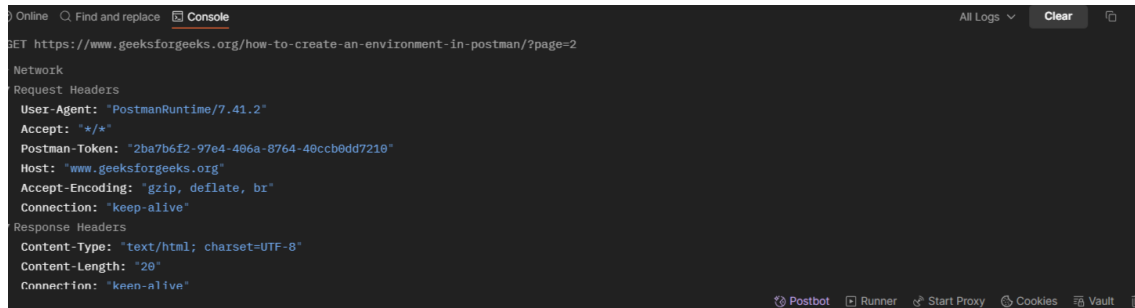 Online Find and replace Console All Logs Clear
GET https://www.geeksforgeeks.org/how-to-create-an-environment-in-postman/?page=2
Network
Request Headers
User-Agent: "PostmanRuntime/7.41.2"
Accept: "*/*"
Postman-Token: "2ba7b6f2-97e4-406a-8764-40ccb0dd7210"
Host: "www.geeksforgeeks.org"
Accept-Encoding: "gzip, deflate, br"
Connection: "keep-alive"
Response Headers
Content-Type: "text/html; charset=UTF-8"
Content-Length: "20"
Connection: "keep-alive"
Postbot Runner Start Proxy Cookies Vault